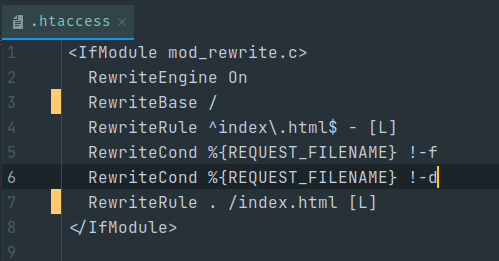 .htaccess ×
1 <IfModule mod_rewrite.c>
2 RewriteEngine On
3 RewriteBase /
4 RewriteRule ^index\.html$ - [L]
5 RewriteCond %{REQUEST_FILENAME} !-f
6 RewriteCond %{REQUEST_FILENAME} !-d
7 RewriteRule . /index.html [L]
8 </IfModule>
9